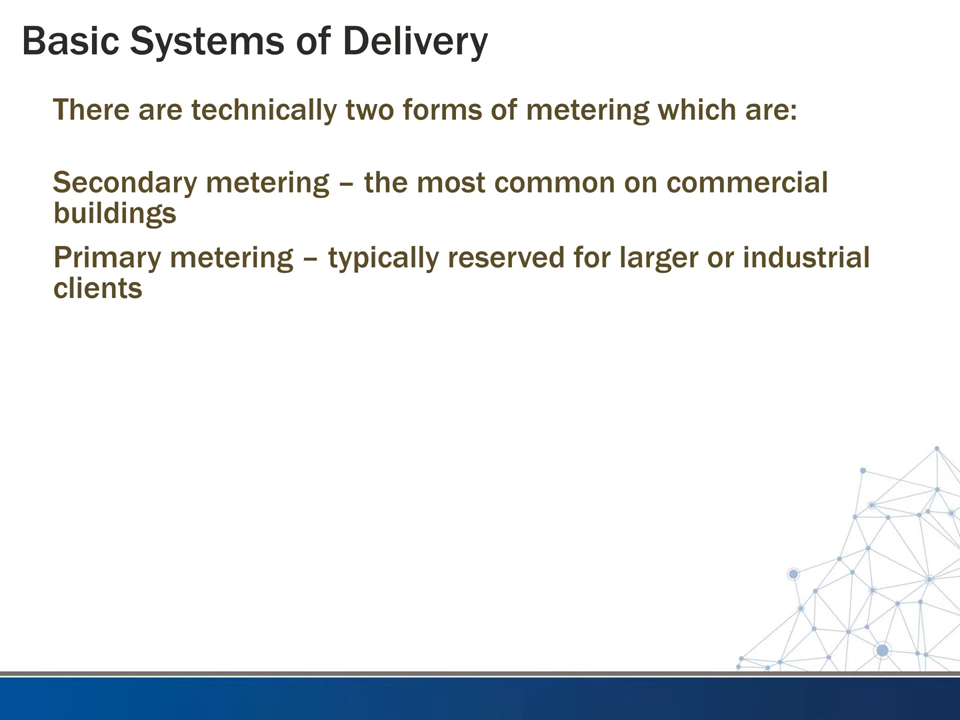 Basic Systems of Delivery
There are technically two forms of metering which are:
Secondary metering – the most common on commercial
buildings
Primary metering – typically reserved for larger or industrial
clients